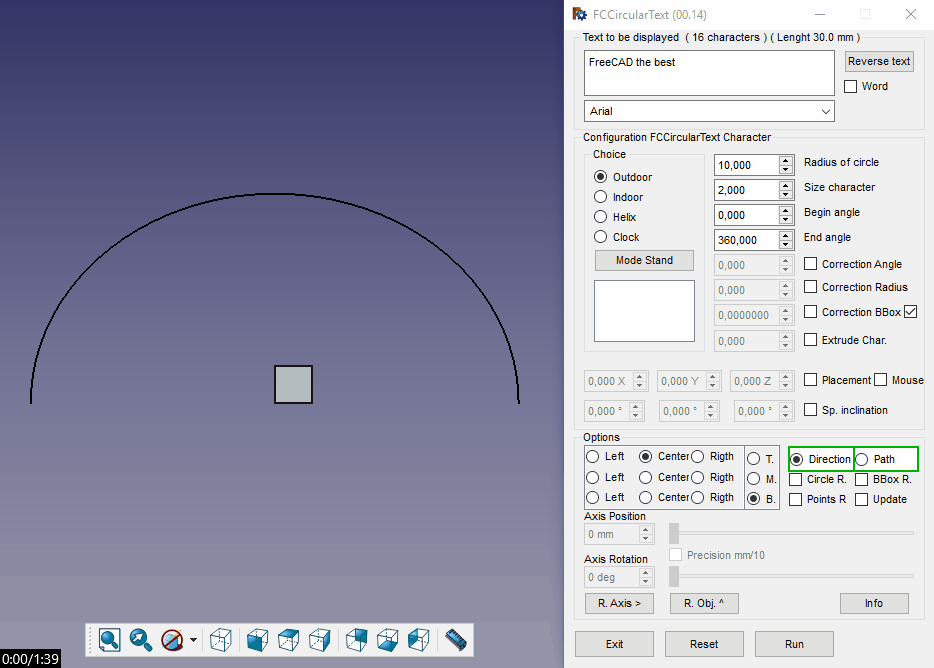 FCCircularText (00.14)
Text to be displayed ( 16 characters ) ( Lenght 30.0 mm )
FreeCAD the best
Reverse text
Word
Arial
Configuration FCCircularText Character
Choice
Outdoor
Indoor
Helix
Clock
Mode Stand
10,000 Radius of circle
2,000 Size character
0,000 Begin angle
360,000 End angle
0,000 Correction Angle
0,000 Correction Radius
0,0000000 Correction BBox
0,000 Extrude Char.
0,000 X 0,000 Y 0,000 Z Placement Mouse
0,000 ° 0,000 ° 0,000 ° Sp. inclination
Options
Left Center Rigth T. Direction Path
Left Center Rigth M. Circle R. BBox R.
Left Center Rigth B. Points R Update
Axis Position
0 mm
Precision mm/10
Axis Rotation
0 deg
R. Axis > R. Obj. ^ Info
Exit Reset Run
0:00/1:39